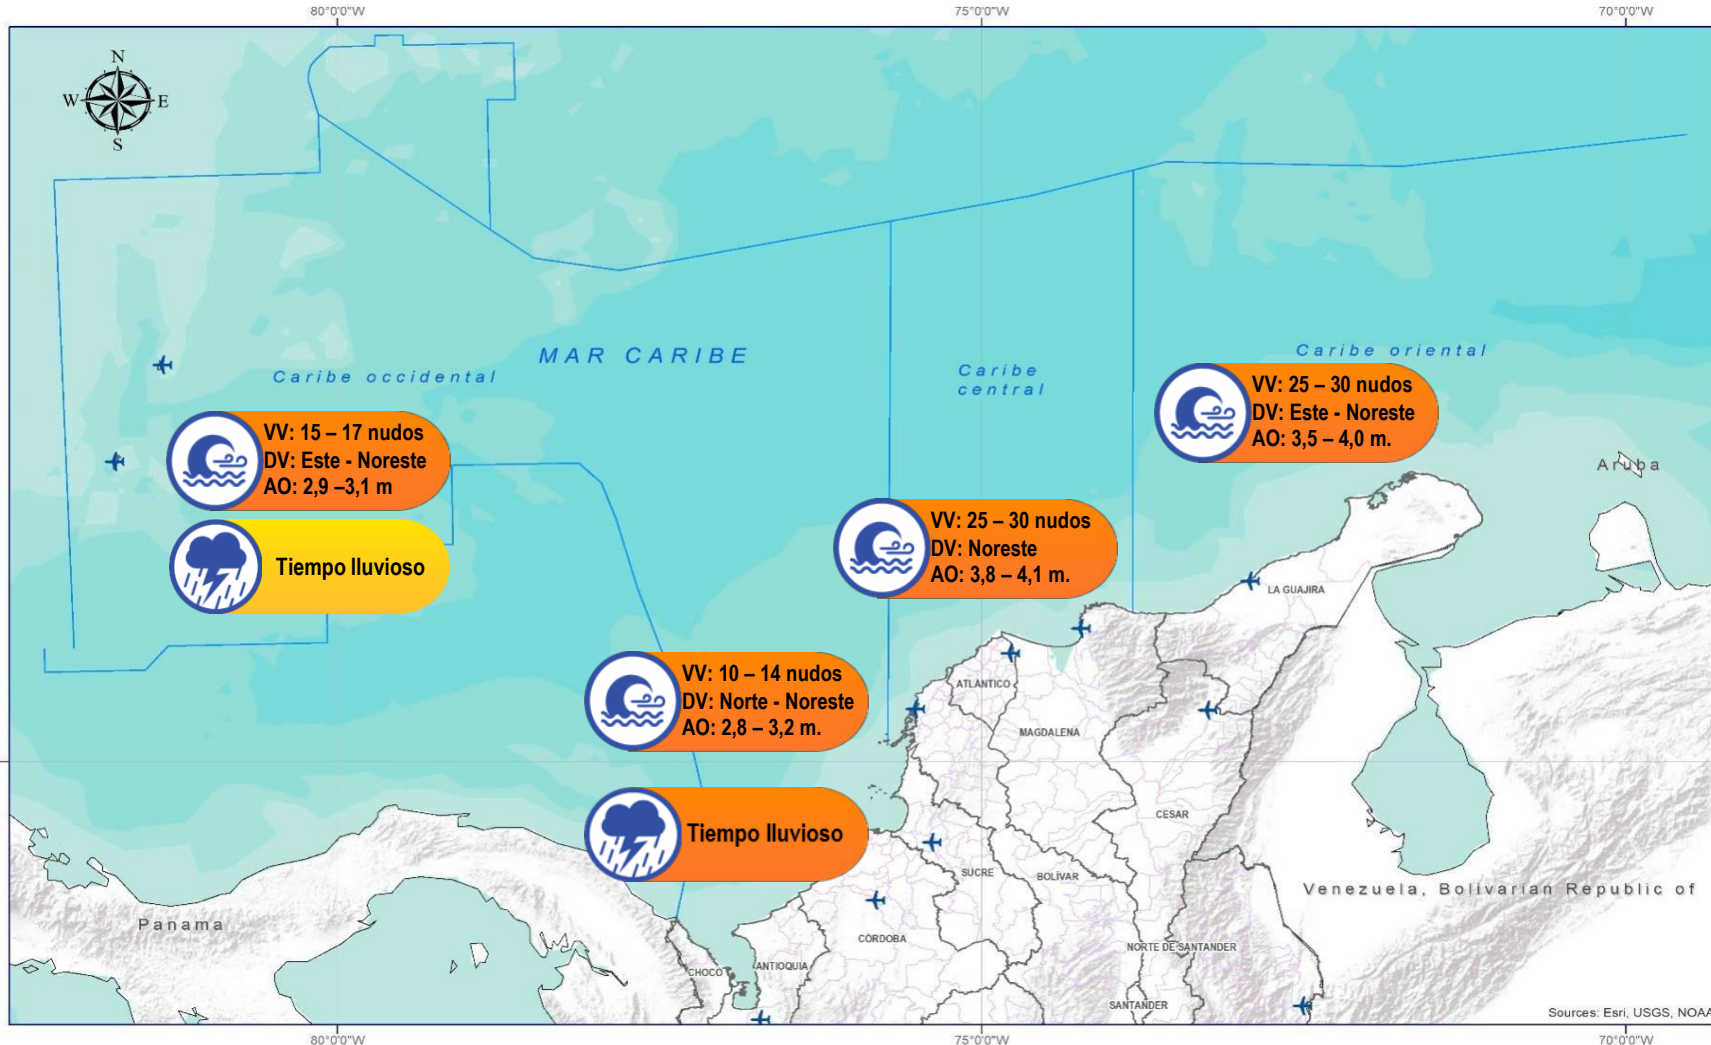 80°0'0"W
75°0'0"W
70°0'0"W
N
W
E
S
MAR CARIBE
Caribe occidental
Caribe
central
Caribe oriental
VV: 25 – 30 nudos
DV: Este - Noreste
AO: 3,5 – 4,0 m.
VV: 15 – 17 nudos
DV: Este - Noreste
AO: 2,9 –3,1 m
Tiempo lluvioso
VV: 25 – 30 nudos
DV: Noreste
AO: 3,8 – 4,1 m.
Aruba
LA GUAJIRA
VV: 10 – 14 nudos
DV: Norte - Noreste
AO: 2,8 – 3,2 m.
ATLÁNTICO
MAGDALENA
Tiempo lluvioso
CESAR
SUCRE
BOLÍVAR
Venezuela, Bolivarian Republic of
Panama
CÓRDOBA
NORTE DE SANTANDER
CHOCO
ANTIOQUIA
SANTANDER
Sources: Esri, USGS, NOAA
80°0'0"W
75°0'0"W
70°0'0"W